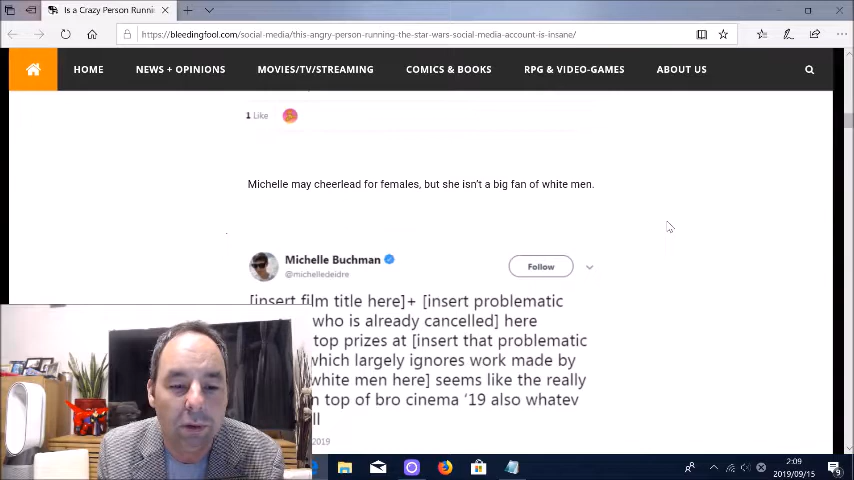 Is a Crazy Person Runni
https://bleedingfool.com/social-media/this-angry-person-running-the-star-wars-social-media-account-is-insane/
HOME NEWS + OPINIONS MOVIES/TV/STREAMING COMICS & BOOKS RPG & VIDEO-GAMES ABOUT US
1 Like
Michelle may cheerlead for females, but she isn't a big fan of white men.
Michelle Buchman
@michelledeidre
Follow
[insert film title here]+ [insert problematic
who is already cancelled] here
top prizes at [insert that problematic
which largely ignores work made by
white men here] seems like the really
n top of bro cinema '19 also whatev
ll
2019
2:09
2019/09/15
9